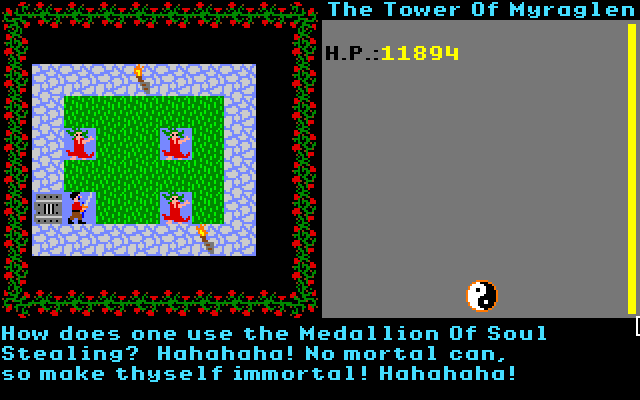 The Tower Of Myraglen
H.P.:11894
How does one use the Medallion Of Soul
Stealing? Hahahaha! No mortal can,
so make thyself immortal! Hahahaha!